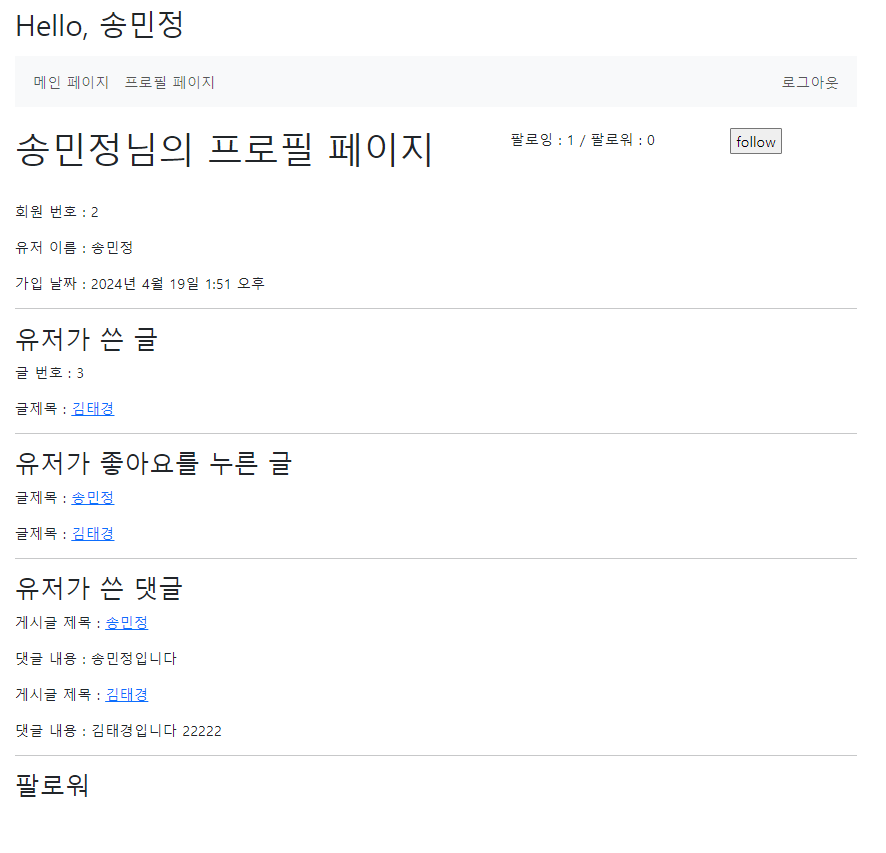 Hello, 송민정
메인 페이지 프로필 페이지 로그아웃
송민정님의 프로필 페이지 팔로잉 : 1 / 팔로워 : 0 follow
회원 번호 : 2
유저 이름 : 송민정
가입 날짜 : 2024년 4월 19일 1:51 오후
유저가 쓴 글
글 번호 : 3
글제목 : 김태경
유저가 좋아요를 누른 글
글제목 : 송민정
글제목 : 김태경
유저가 쓴 댓글
게시글 제목 : 송민정
댓글 내용 : 송민정입니다
게시글 제목 : 김태경
댓글 내용 : 김태경입니다 22222
팔로워